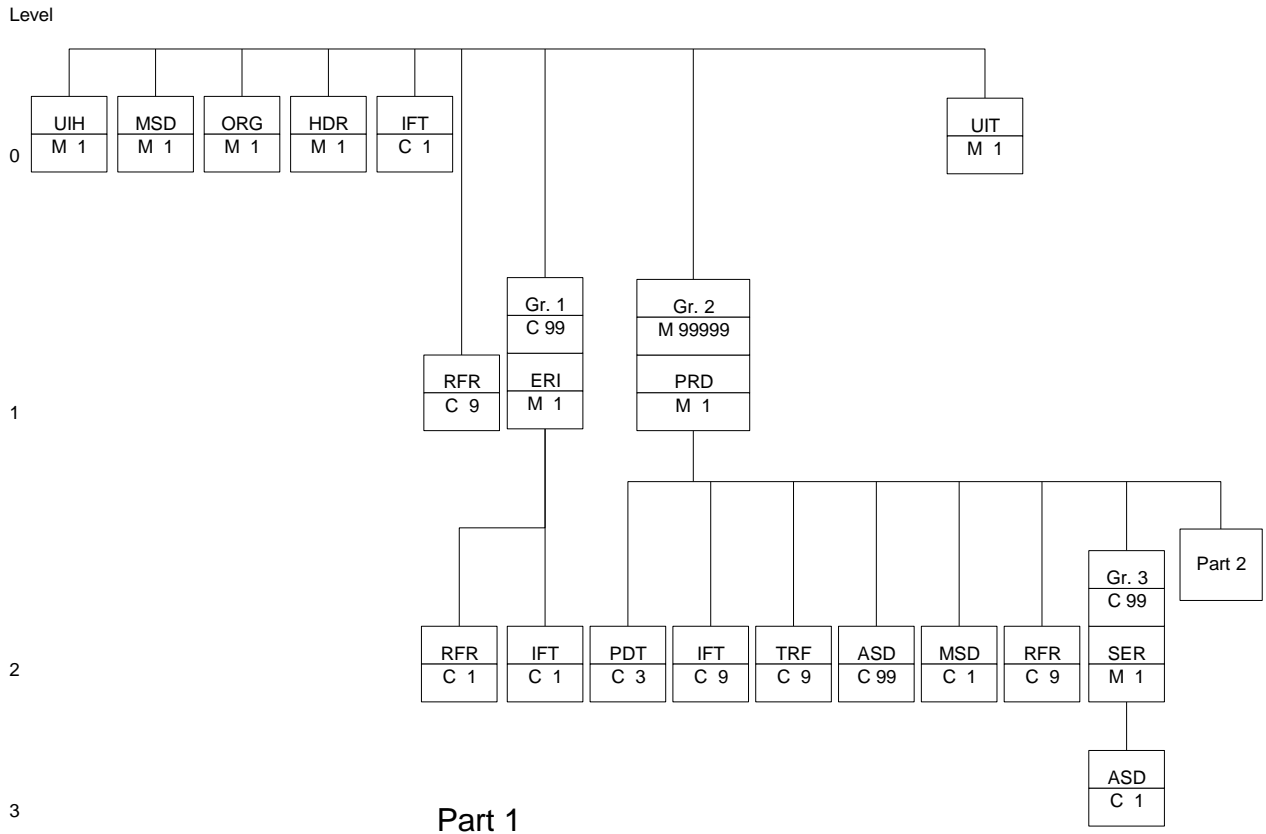 Level
UIH
M 1
MSD
M 1
ORG
M 1
HDR
M 1
IFT
C 1
UIT
M 1
0
Gr. 1
C 99
ERI
M 1
Gr. 2
M 99999
PRD
M 1
RFR
C 9
1
Part 2
Gr. 3
C 99
RFR
C 1
IFT
C 1
PDT
C 3
IFT
C 9
TRF
C 9
ASD
C 99
MSD
C 1
RFR
C 9
SER
M 1
2
ASD
C 1
3
Part 1